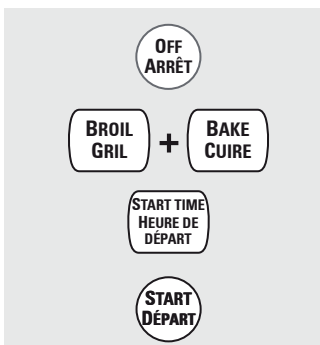 OFF
ARRÊT
BROIL
GRIL
+
BAKE
CUIRE
START TIME
HEURE DE
DÉPART
START
DÉPART